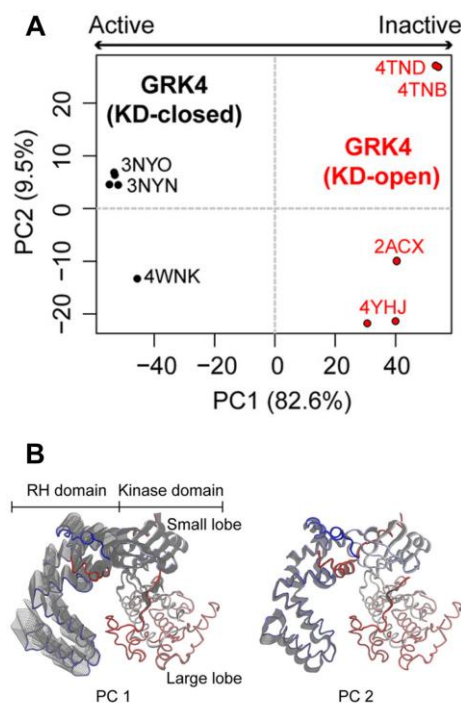 A
Active
Inactive
GRK4
(KD-closed)
4TND
4TNB
GRK4
(KD-open)
3NYO
3NYN
2ACX
4WNK
4YHJ
PC2 (9.5%)
20
10
0
−10
−20
−40
−20
0
20
40
PC1 (82.6%)
B
RH domain
Kinase domain
Small lobe
Large lobe
PC 1
PC 2